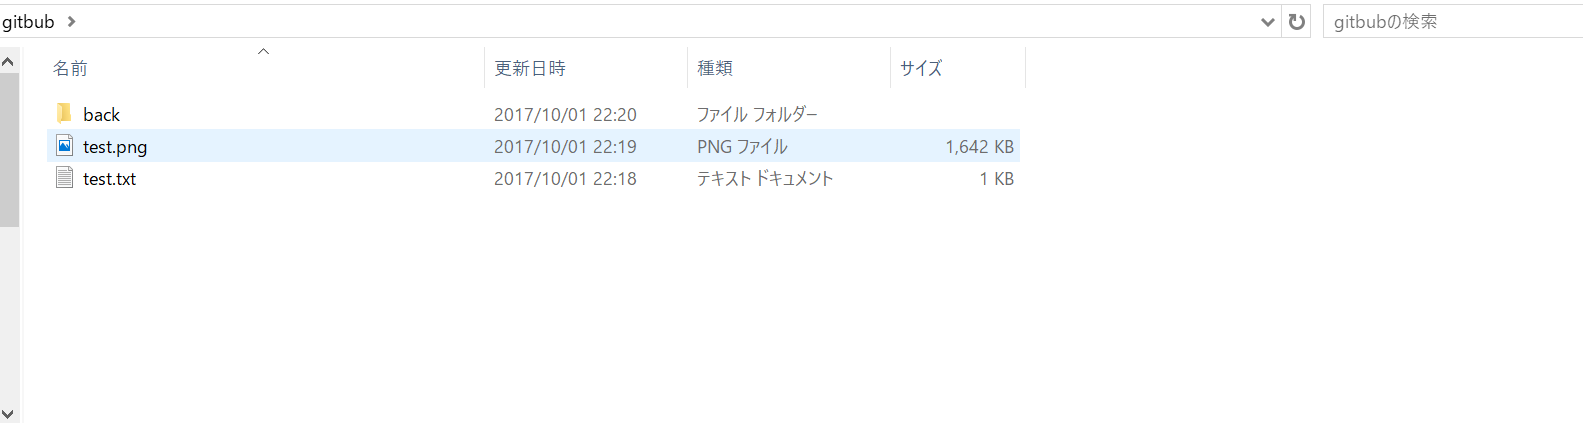 gitbub
gitbubの検索
名前 更新日時 種類 サイズ
back 2017/10/01 22:20 ファイル フォルダー
test.png 2017/10/01 22:19 PNG ファイル 1,642 KB
test.txt 2017/10/01 22:18 テキスト ドキュメント 1 KB